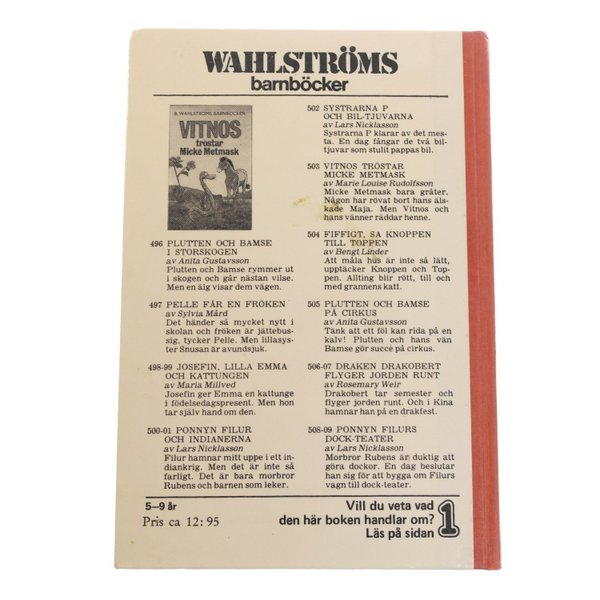 WAHLSTRÖMS
barnböcker
B. WAHLSTRÖMS BARNBÖCKER
VITNOS
tröstar
Micke Metmask
496 PLUTTEN OCH BAMSE
I STORSKOGEN
av Anita Gustavsson
Plutten och Bamse rymmer ut
i skogen och går nästan vilse.
Men en älg visar dem vägen.
497 PELLE FÅR EN FRÖKEN
av Sylvia Mård
Det händer så mycket nytt i
skolan och fröken är jättebus-
sig, tycker Pelle. Men lillasys-
ter Snusan är avundsjuk.
498-99 JOSEFIN, LILLA EMMA
OCH KATTUNGEN
av Maria Millved
Josefin ger Emma en kattunge
i födelsedagspresent. Men hon
tar själv hand om den.
500-01 PONNYN FILUR
OCH INDIANERNA
av Lars Nicklasson
Filur hamnar mitt uppe i ett in-
diankrig. Men det är inte så
farligt. Det är bara morbror
Rubens och barnen som leker.
502 SYSTRARNA P
OCH BIL-TJUVARNA
av Lars Nicklasson
Systrarna P klarar av det mes-
ta. En dag fångar de två bil-
tjuvar som stulit pappas bil.
503 VITNOS TRÖSTAR
MICKE METMASK
av Marie Louise Rudolfsson
Micke Metmask bara gråter.
Någon har rövat bort hans äls-
kade Maja. Men Vitnos och
hans vänner räddar henne.
504 FIFFIGT, SA KNOPPEN
TILL TOPPEN
av Bengt Linder
Att måla hus är inte så lätt,
upptäcker Knoppen och Top-
pen. Allting blir rött, till och
med grannens katt.
505 PLUTTEN OCH BAMSE
PÅ CIRKUS
av Anita Gustavsson
Tänk att ett föl kan rida på en
kalv! Plutten och hans vän
Bamse gör succé på cirkus.
506-07 DRAKEN DRAKOBERT
FLYGER JORDEN RUNT
av Rosemary Weir
Drakobert tar semester och
flyger jorden runt. Och i Kina
hamnar han på en drakfest.
508-09 PONNYN FILURS
DOCK-TEATER
av Lars Nicklasson
Morbror Rubens är duktig att
göra dockor. En dag beslutar
han sig för att bygga om Filurs
vagn till dock-teater.
5–9 år
Pris ca 12:95
Vill du veta vad
den här boken handlar om?
Läs på sidan 1